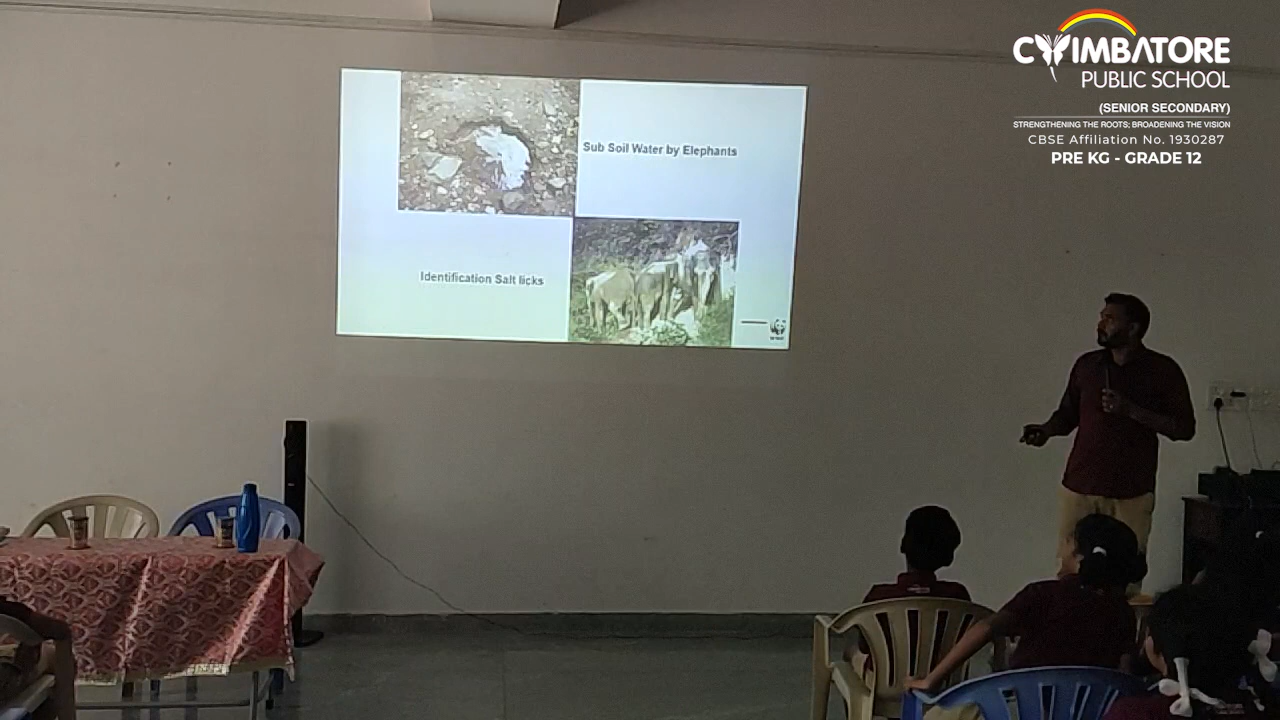 COIMBATORE
PUBLIC SCHOOL
(SENIOR SECONDARY)
STRENGTHENING THE ROOTS; BROADENING THE VISION
CBSE Affiliation No. 1930287
PRE KG - GRADE 12
Sub Soil Water by Elephants
Identification Salt licks